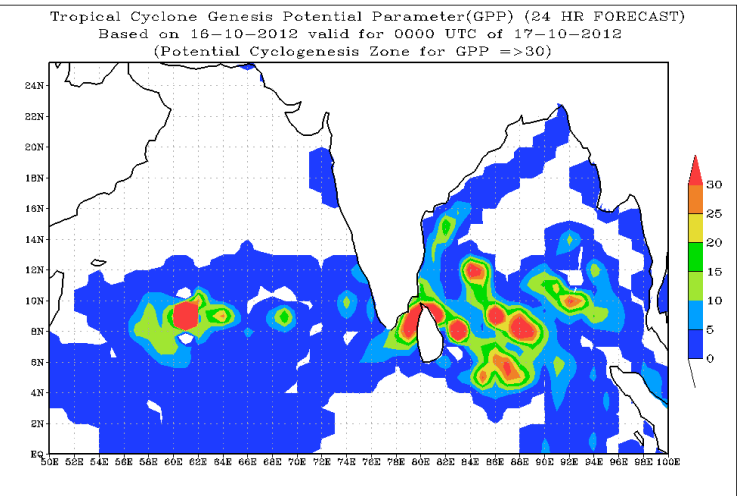 Tropical Cyclone Genesis Potential Parameter(GPP) (24 HR FORECAST)
Based on 16-10-2012 valid for 0000 UTC of 17-10-2012
(Potential Cyclogenesis Zone for GPP =>30)
24N
22N
20N
18N
16N
14N
12N
10N
8N
6N
4N
2N
EQ
50E 52E 54E 56E 58E 60E 62E 64E 66E 68E 70E 72E 74E 76E 78E 80E 82E 84E 86E 88E 90E 92E 94E 96E 98E 100E
30
25
20
15
10
5
0